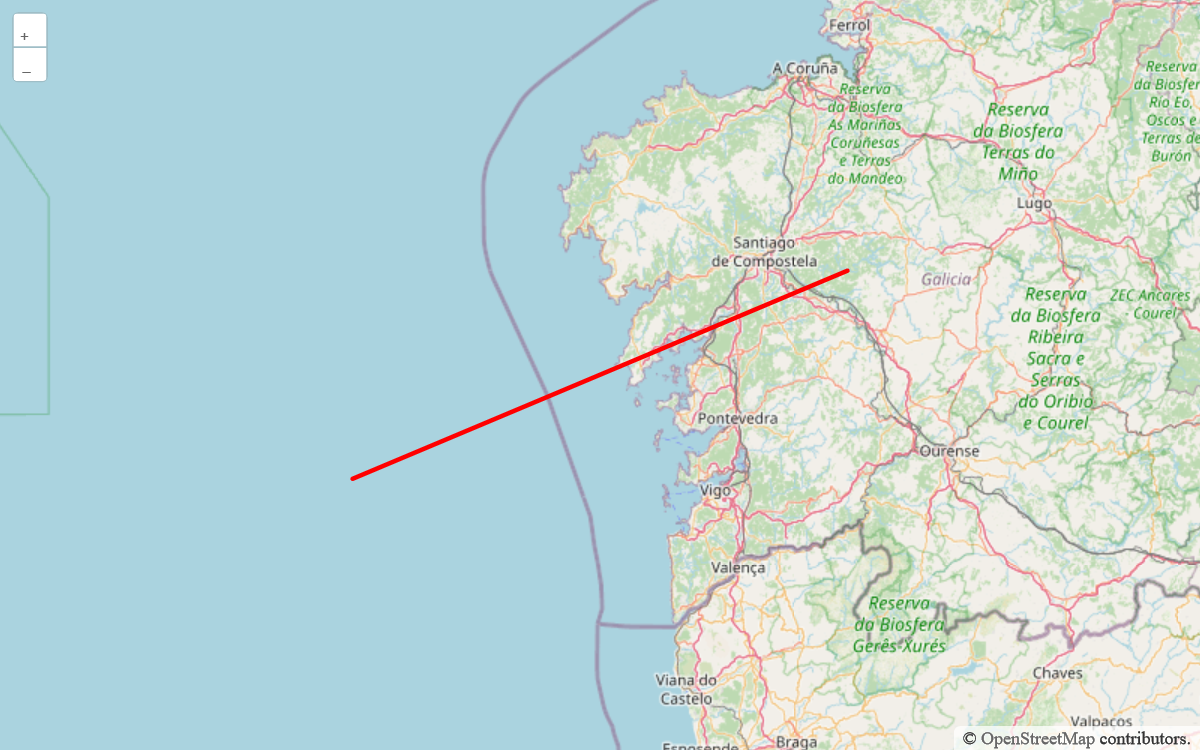 +
–
Ferrol
A Coruña
Reserva
da Biosfera
As Mariñas
Coruñesas
e Terras
do Mandeo
Reserva
da Biosfera
Terras do
Miño
Reserva
da Biosfera
Río Eo,
Oscos e
Terras de
Burón
Lugo
Santiago
de Compostela
Galicia
Reserva
da Biosfera
Ribeira
Sacra e
Serras
do Oribio
e Courel
ZEC Ancares
- Courel
Pontevedra
Ourense
Vigo
Valença
Reserva
da Biosfera
Gerês-Xurés
Viana do
Castelo
Chaves
Valpaços
Braga
Esposende
© OpenStreetMap contributors.